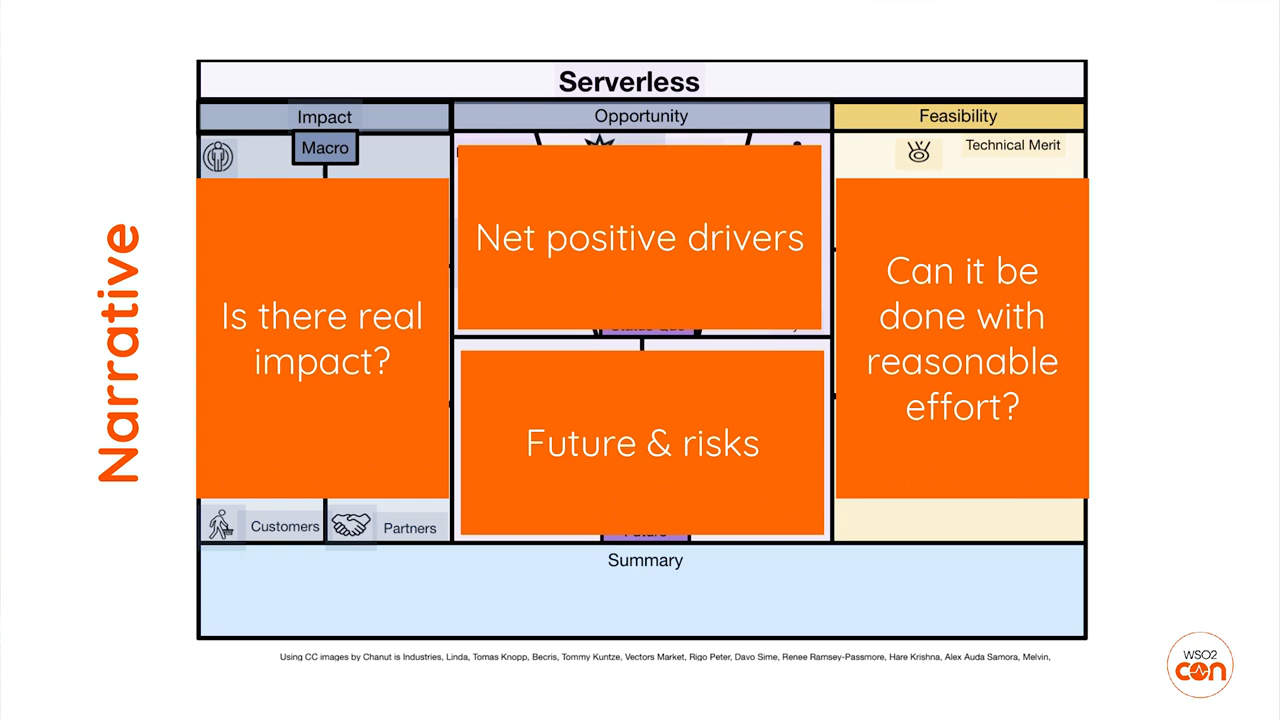 Serverless
Impact
Opportunity
Feasibility
Macro
Technical Merit
Narrative
Is there real
impact?
Net positive drivers
Future & risks
Can it be
done with
reasonable
effort?
Customers
Partners
Summary
Using CC images by Chanut is Industries, Linda, Tomas Knopp, Becris, Tommy Kuntze, Vectors Market, Rigo Peter, Davo Sime, Renee Ramsey-Passmore, Hare Krishna, Alex Auda Samora, Melvin,
WSO2
CON